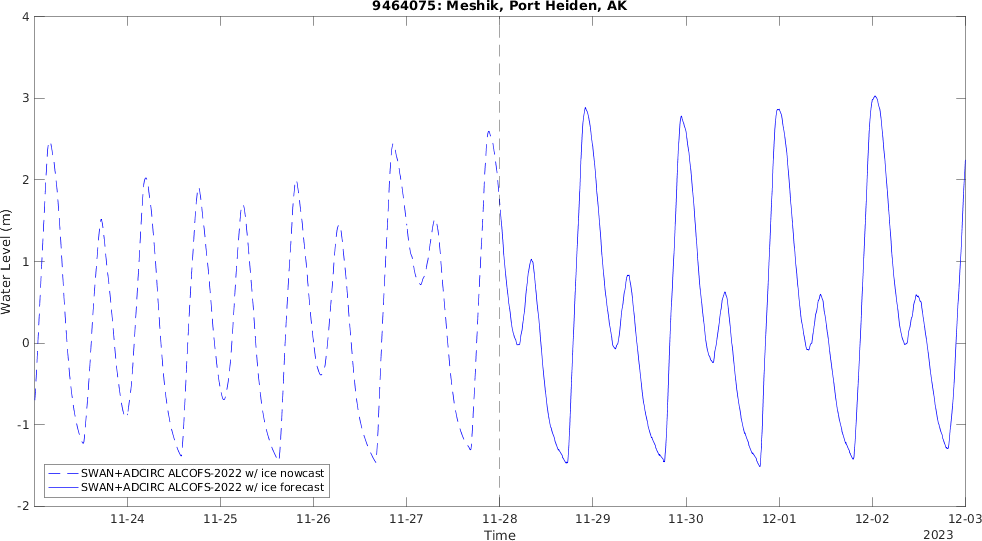 9464075: Meshik, Port Heiden, AK
4
3
2
1
0
-1
-2
Water Level (m)
SWAN+ADCIRC ALCOFS-2022 w/ ice nowcast
SWAN+ADCIRC ALCOFS-2022 w/ ice forecast
11-24 11-25 11-26 11-27 11-28 11-29 11-30 12-01 12-02 12-03
Time
2023